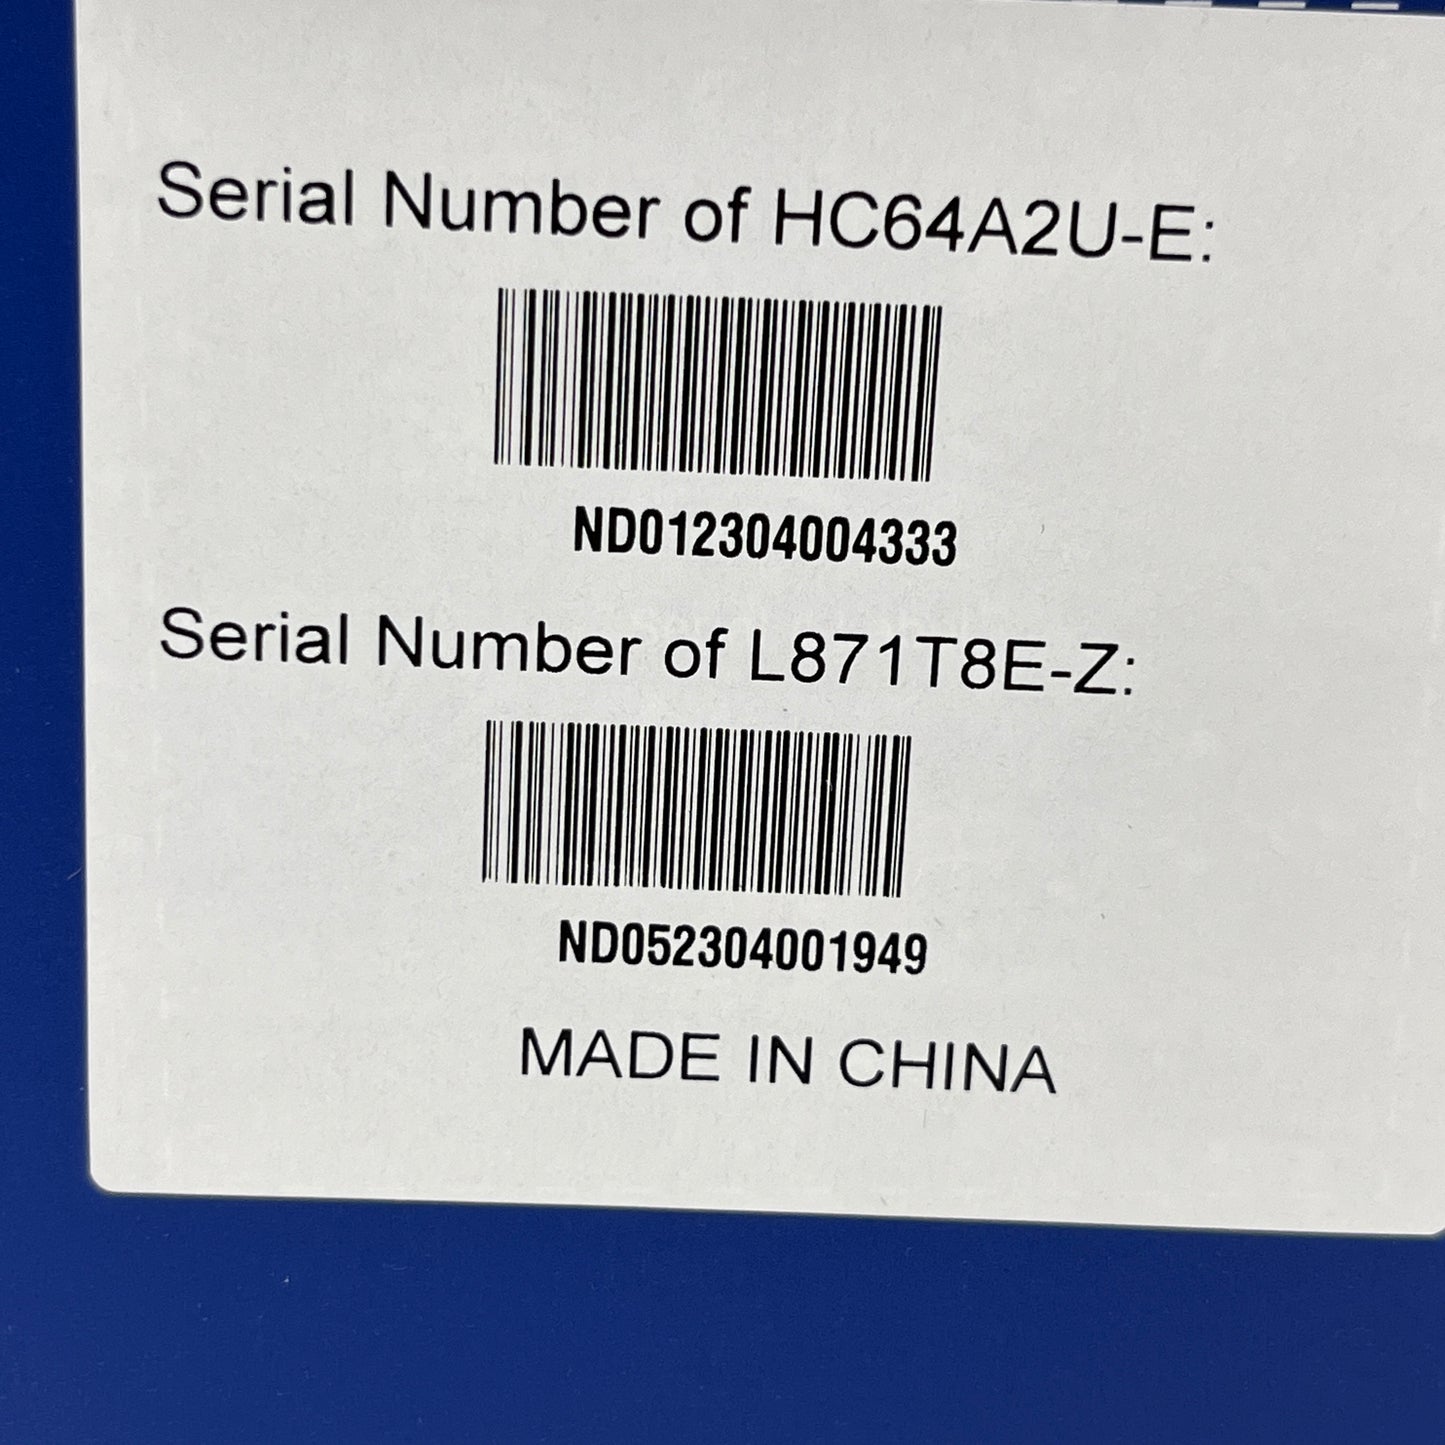 Serial Number of HC64A2U-E:
ND012304004333
Serial Number of L871T8E-Z:
ND052304001949
MADE IN CHINA